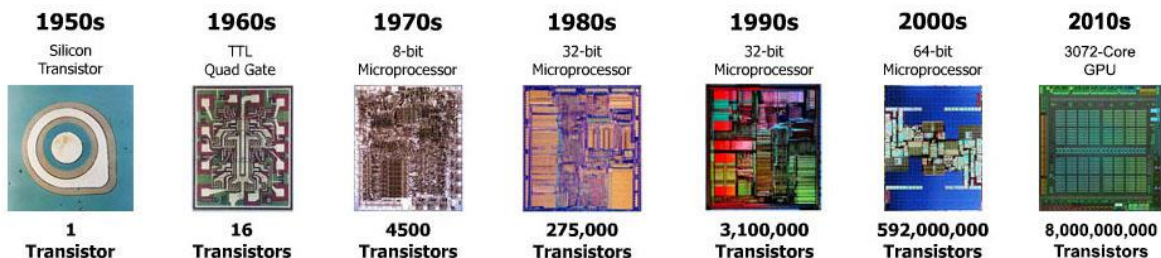 1950s
Silicon
Transistor
1
Transistor
1960s
TTL
Quad Gate
16
Transistors
1970s
8-bit
Microprocessor
4500
Transistors
1980s
32-bit
Microprocessor
275,000
Transistors
1990s
32-bit
Microprocessor
3,100,000
Transistors
2000s
64-bit
Microprocessor
592,000,000
Transistors
2010s
3072-Core
GPU
8,000,000,000
Transistors